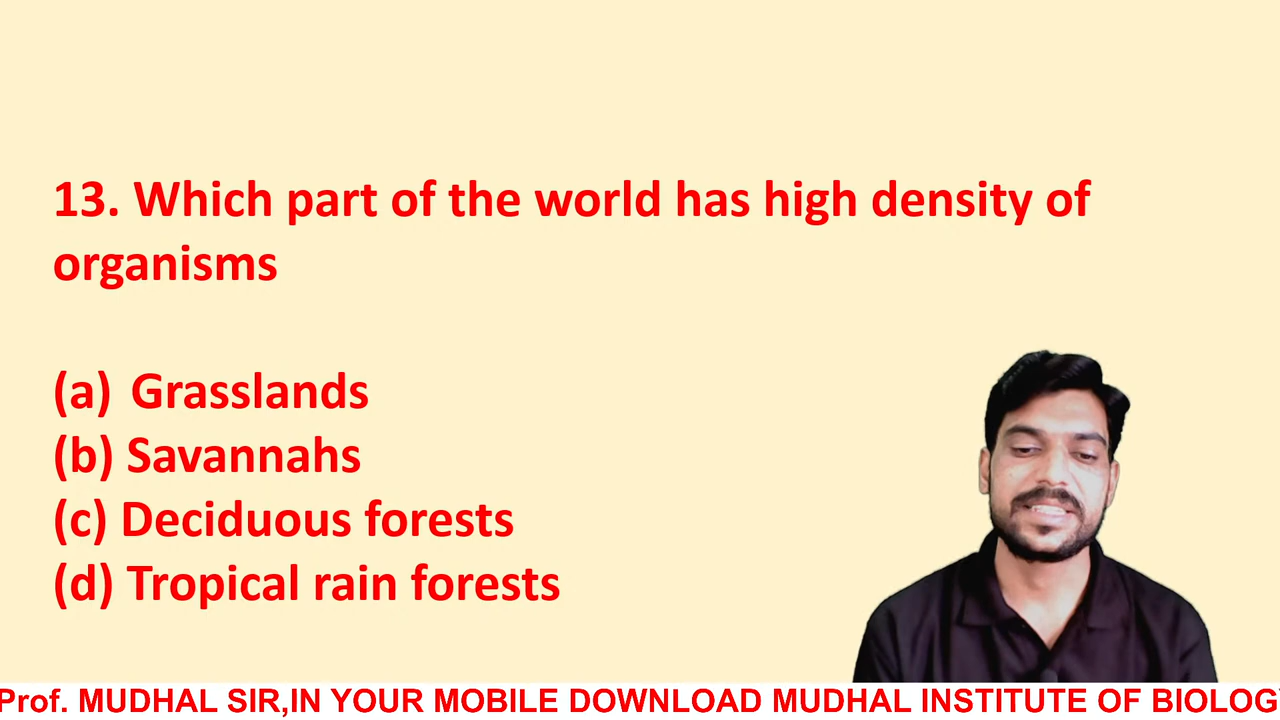 13. Which part of the world has high density of
organisms
(a) Grasslands
(b) Savannahs
(c) Deciduous forests
(d) Tropical rain forests
Prof. MUDHAL SIR,IN YOUR MOBILE DOWNLOAD MUDHAL INSTITUTE OF BIOLOG